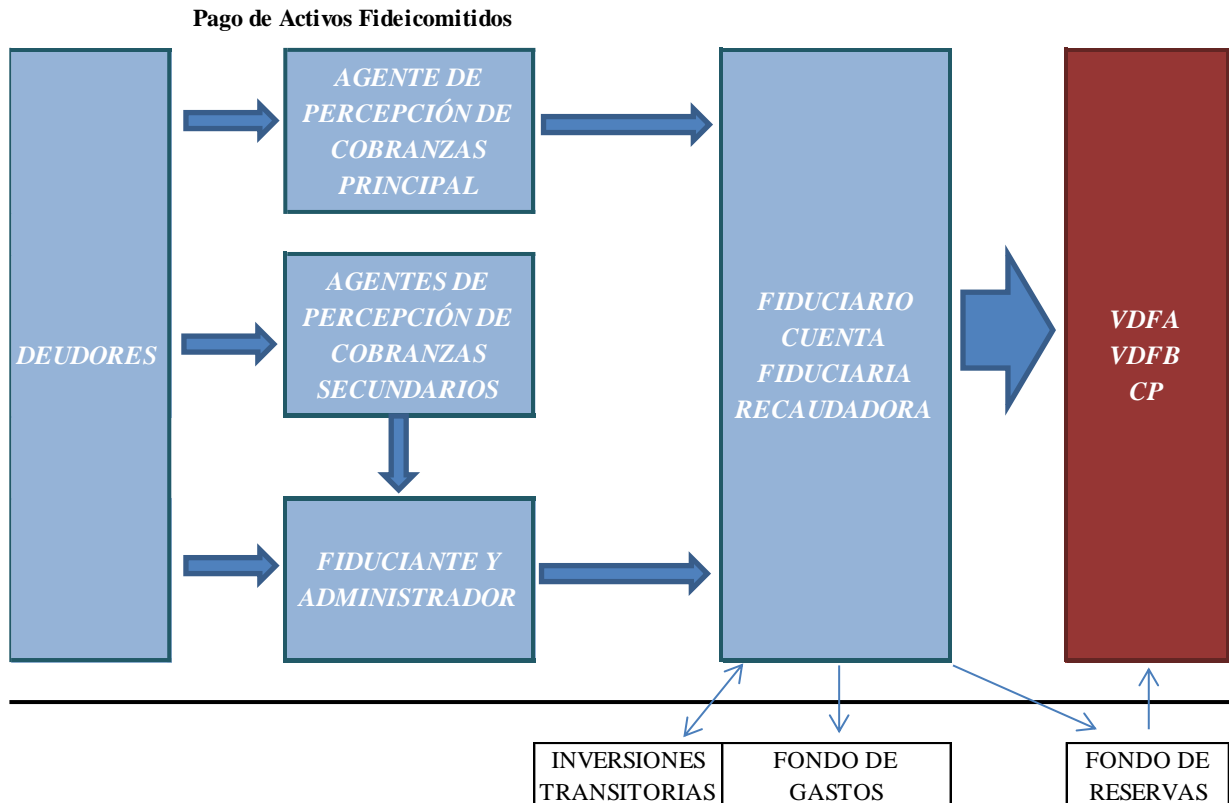 Pago de Activos Fideicomitidos
DEUDORES
AGENTE DE
PERCEPCIÓN DE
COBRANZAS
PRINCIPAL
AGENTES DE
PERCEPCIÓN DE
COBRANZAS
SECUNDARIOS
FIDUCIANTE Y
ADMINISTRADOR
FIDUCIARIO
CUENTA
FIDUCIARIA
RECAUDADORA
VDFA
VDFB
CP
INVERSIONES
TRANSITORIAS
FONDO DE
GASTOS
FONDO DE
RESERVAS